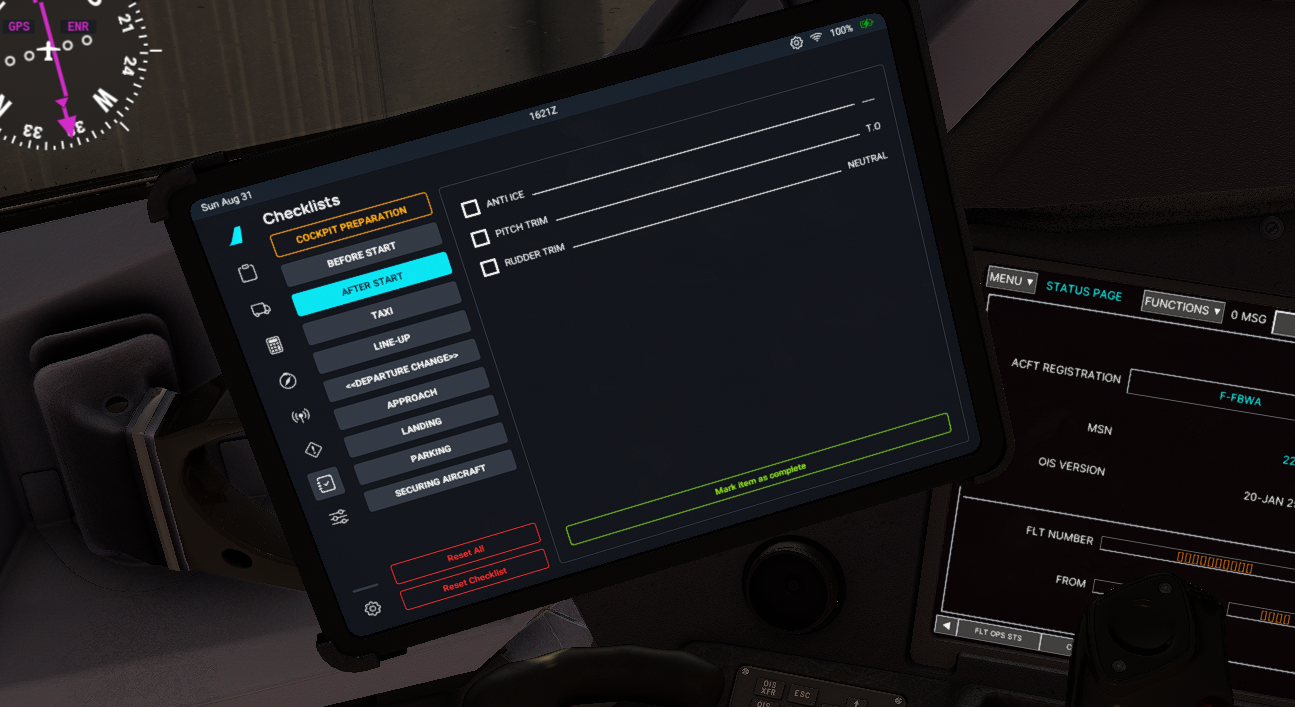 GPS
ENR
21
24
W
33
1621Z
100%
Sun Aug 31
Checklists
COCKPIT PREPARATION
BEFORE START
AFTER START
TAXI
LINE-UP
<<DEPARTURE CHANGE>>
APPROACH
LANDING
PARKING
SECURING AIRCRAFT
Reset All
Reset Checklist
ANTI ICE ---
PITCH TRIM T.O
RUDDER TRIM NEUTRAL
Mark item as complete
MENU ▼
STATUS PAGE
FUNCTIONS ▼
0 MSG
ACFT REGISTRATION
F-FBWA
MSN
22
OIS VERSION
20-JAN
FLT NUMBER
FROM
FLT OPS STS
OIS
XFR
ESC
OIS